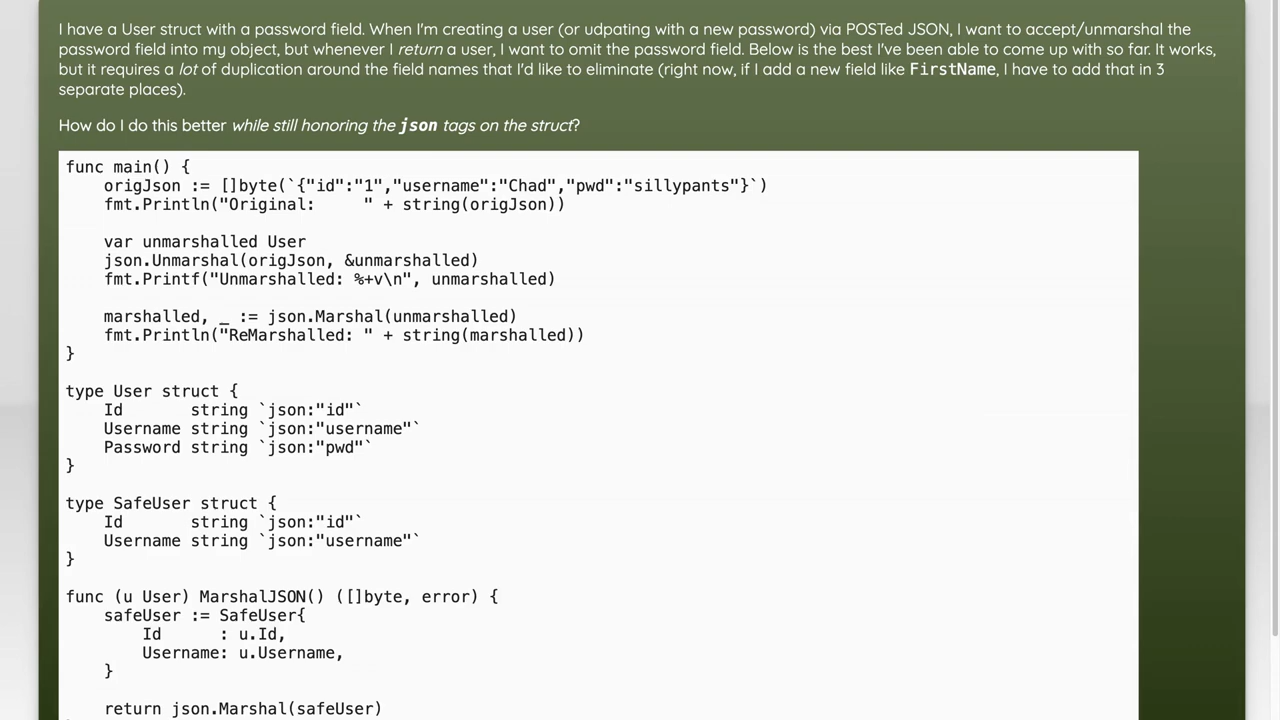 I have a User struct with a password field. When I'm creating a user (or udpating with a new password) via POSTed JSON, I want to accept/unmarshal the
password field into my object, but whenever I return a user, I want to omit the password field. Below is the best I've been able to come up with so far. It works,
but it requires a lot of duplication around the field names that I'd like to eliminate (right now, if I add a new field like FirstName, I have to add that in 3
separate places).
How do I do this better while still honoring the json tags on the struct?
func main() {
    origJson := []byte(`{"id":"1","username":"Chad","pwd":"sillypants"}`)
    fmt.Println("Original:     " + string(origJson))
    var unmarshalled User
    json.Unmarshal(origJson, &unmarshalled)
    fmt.Printf("Unmarshalled: %+v\n", unmarshalled)
    marshalled, _ := json.Marshal(unmarshalled)
    fmt.Println("ReMarshalled: " + string(marshalled))
}
type User struct {
    Id       string `json:"id"`
    Username string `json:"username"`
    Password string `json:"pwd"`
}
type SafeUser struct {
    Id       string `json:"id"`
    Username string `json:"username"`
}
func (u User) MarshalJSON() ([]byte, error) {
    safeUser := SafeUser{
        Id      : u.Id,
        Username: u.Username,
    }
    return json.Marshal(safeUser)